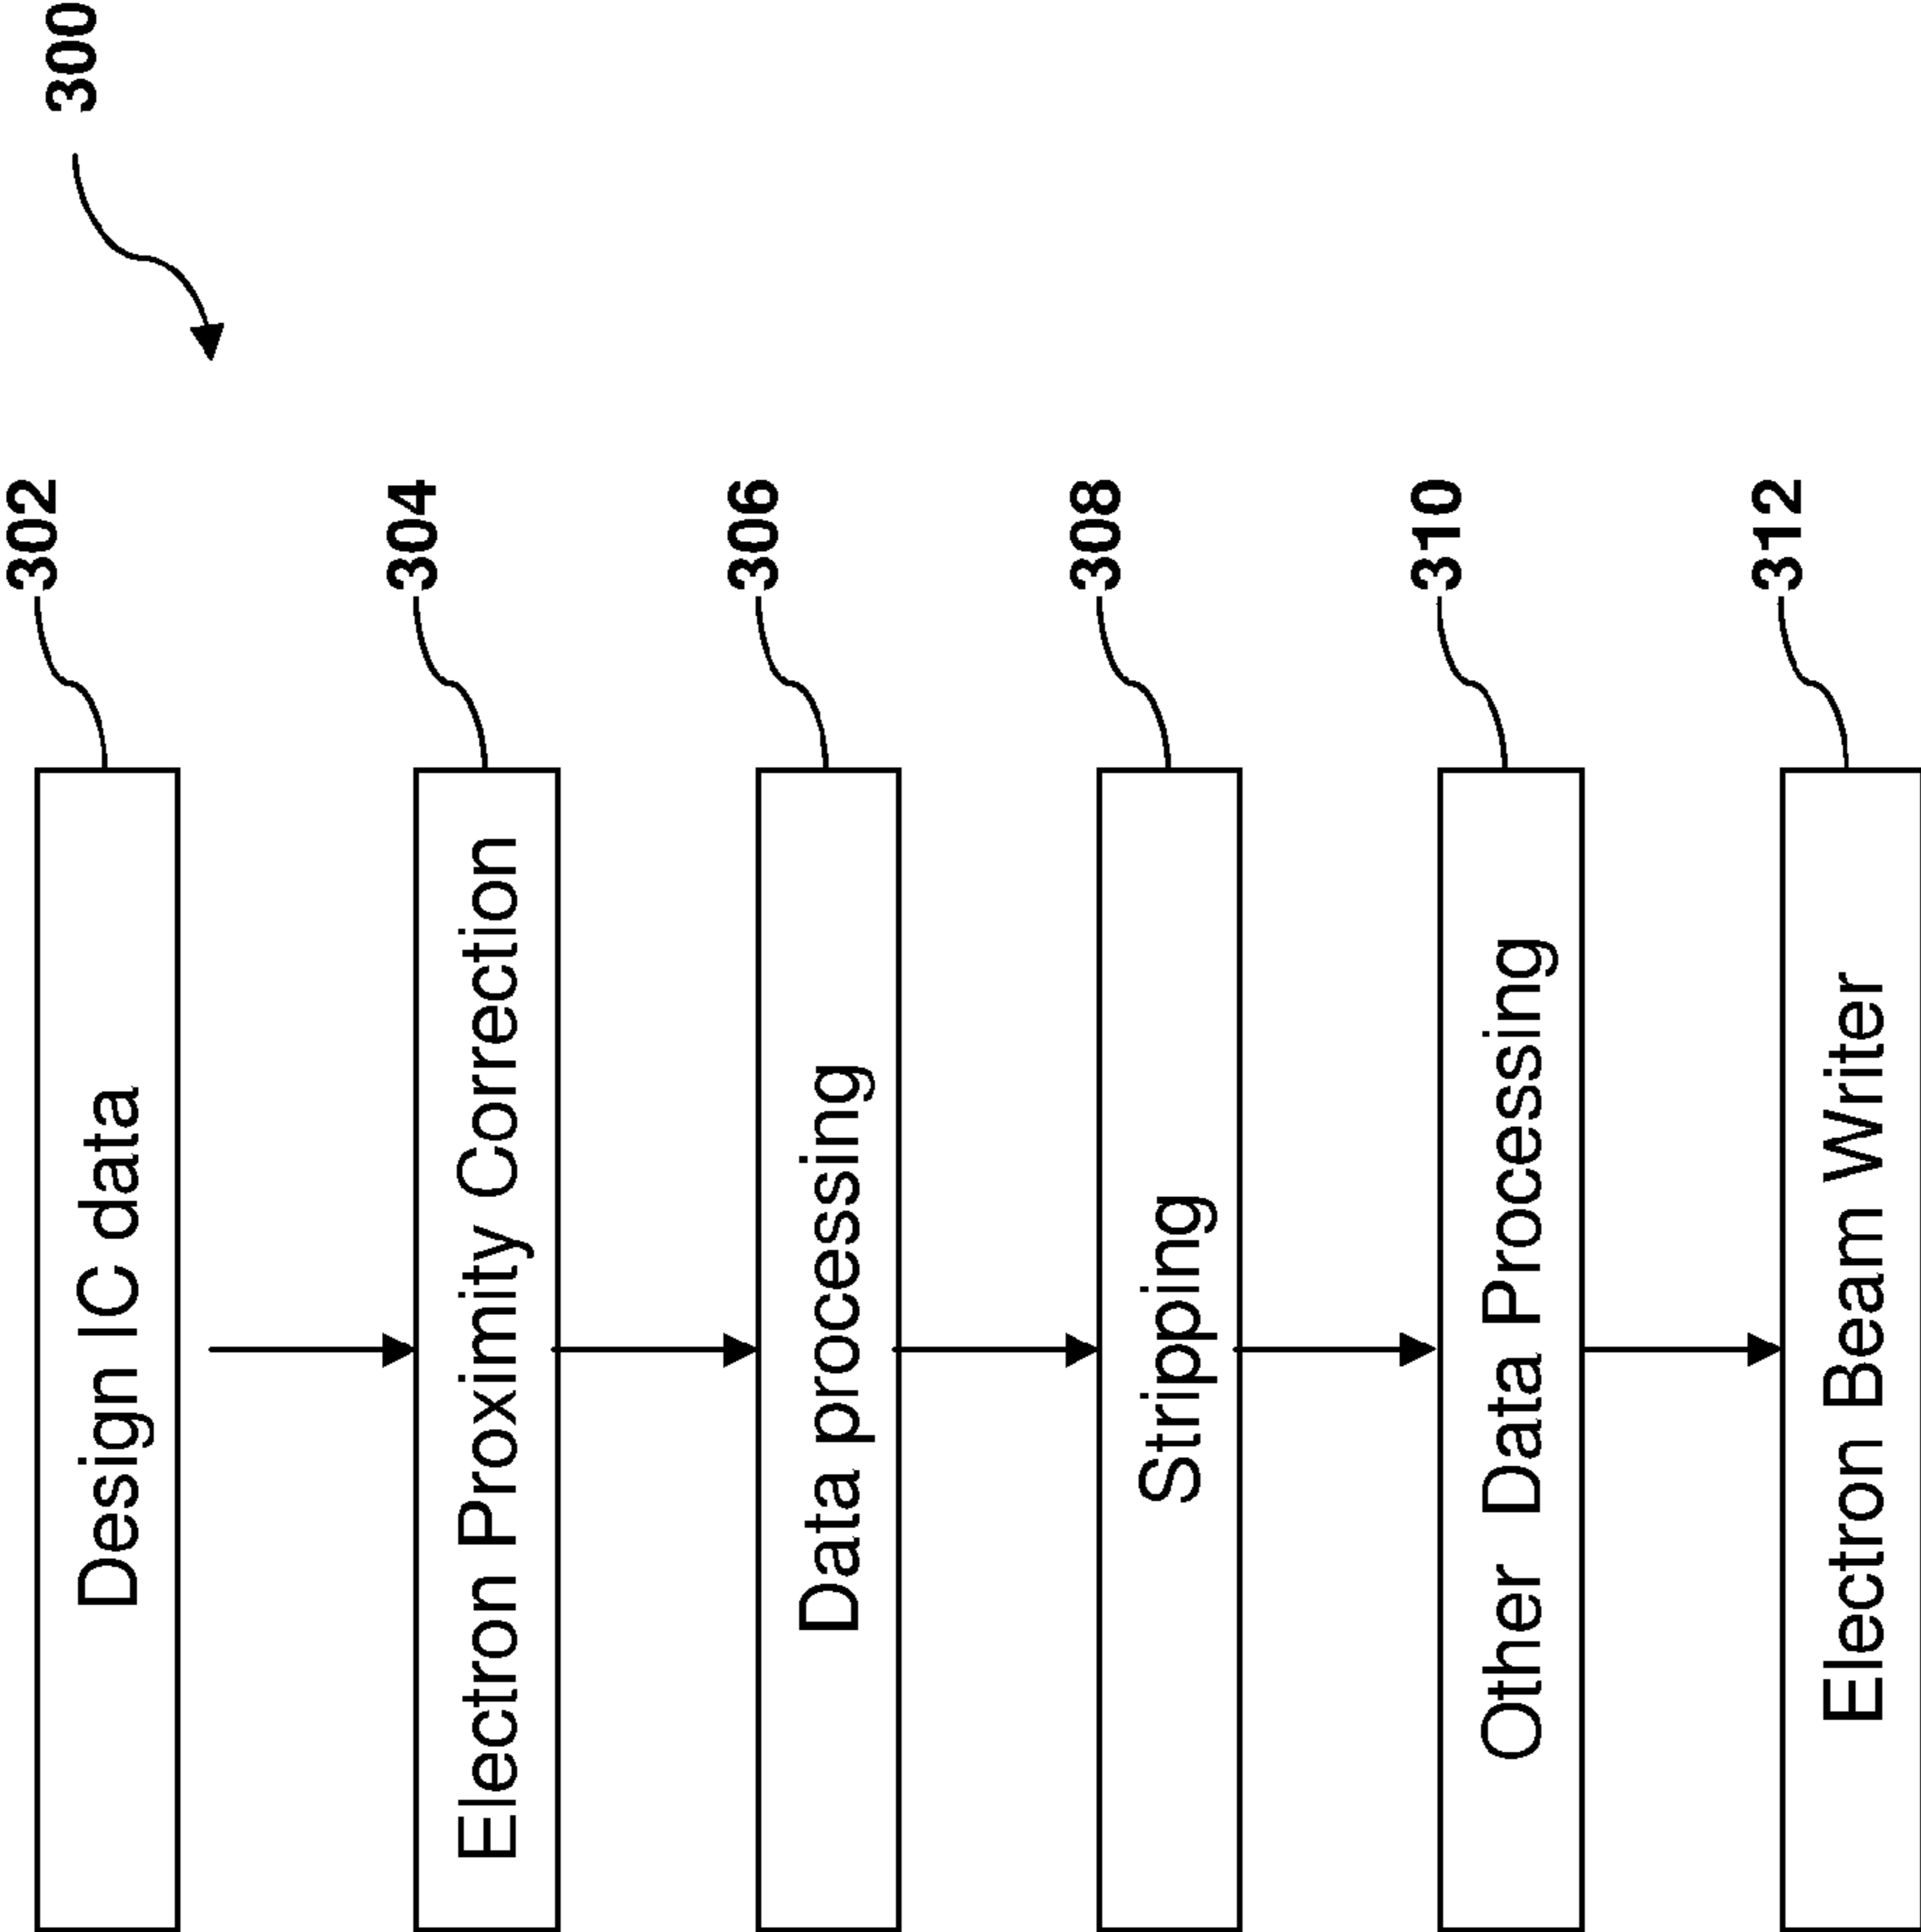 300
302
Design IC data
304
Electron Proximity Correction
306
Data processing
308
Stripping
310
Other Data Processing
312
Electron Beam Writer